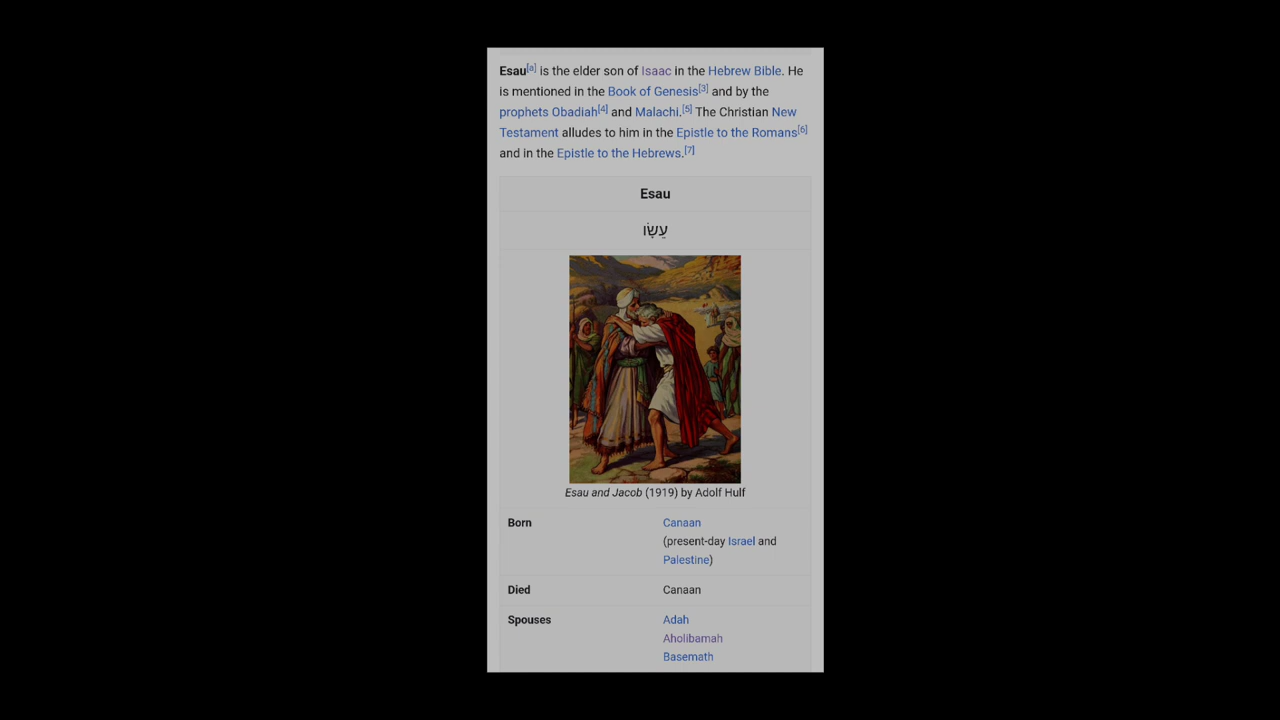 Esau[a] is the elder son of Isaac in the Hebrew Bible. He
is mentioned in the Book of Genesis[3] and by the
prophets Obadiah[4] and Malachi.[5] The Christian New
Testament alludes to him in the Epistle to the Romans[6]
and in the Epistle to the Hebrews.[7]
Esau
עֵשָׂו
Esau and Jacob (1919) by Adolf Hulf
Born Canaan
(present-day Israel and
Palestine)
Died Canaan
Spouses Adah
Aholibamah
Basemath